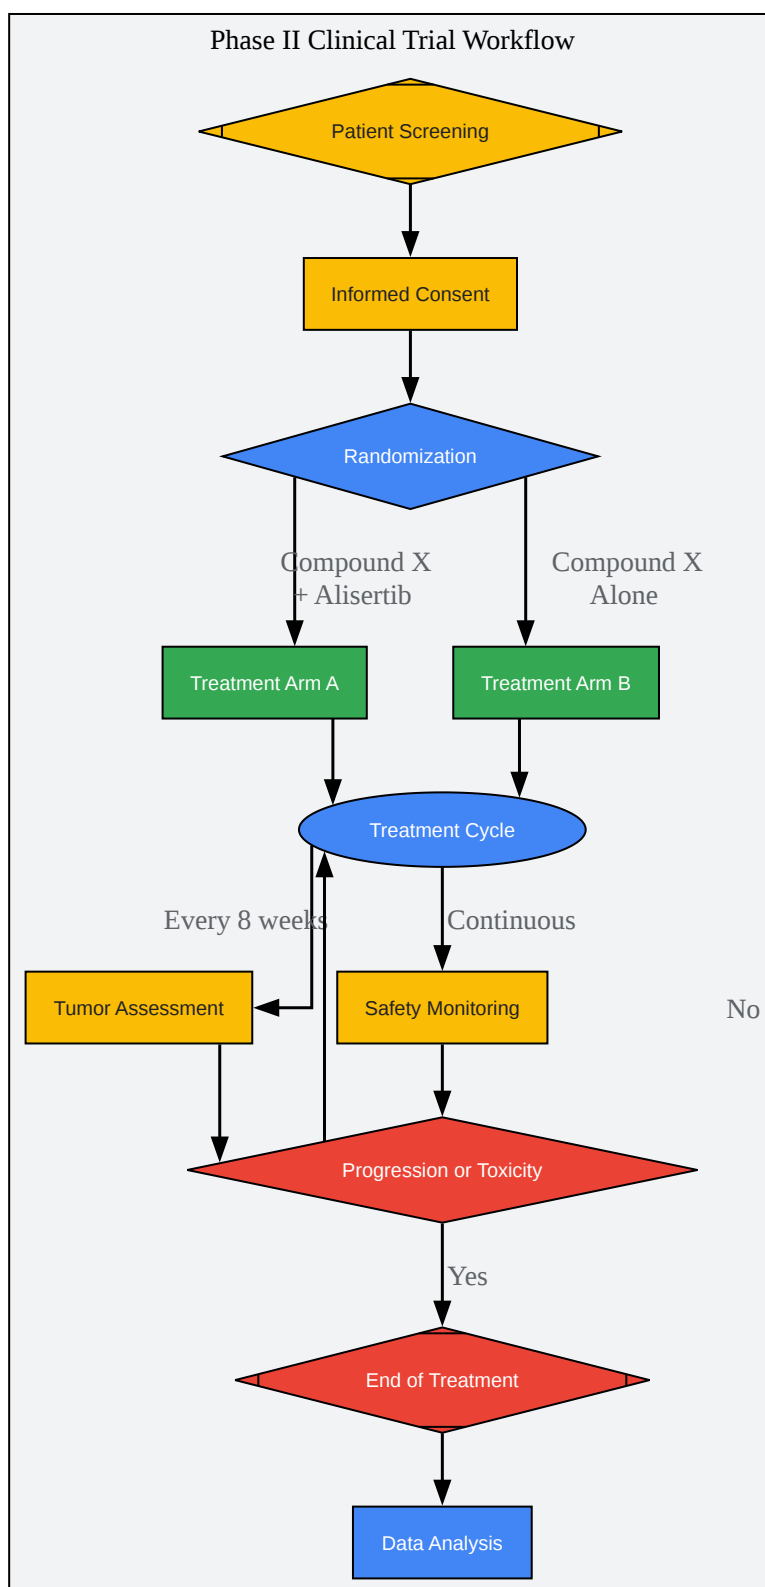 Phase II Clinical Trial Workflow
Patient Screening
Informed Consent
Randomization
Compound X
+ Alisertib
Compound X
Alone
Treatment Arm A
Treatment Arm B
Treatment Cycle
Every 8 weeks
Continuous
Tumor Assessment
Safety Monitoring
No
Progression or Toxicity
Yes
End of Treatment
Data Analysis